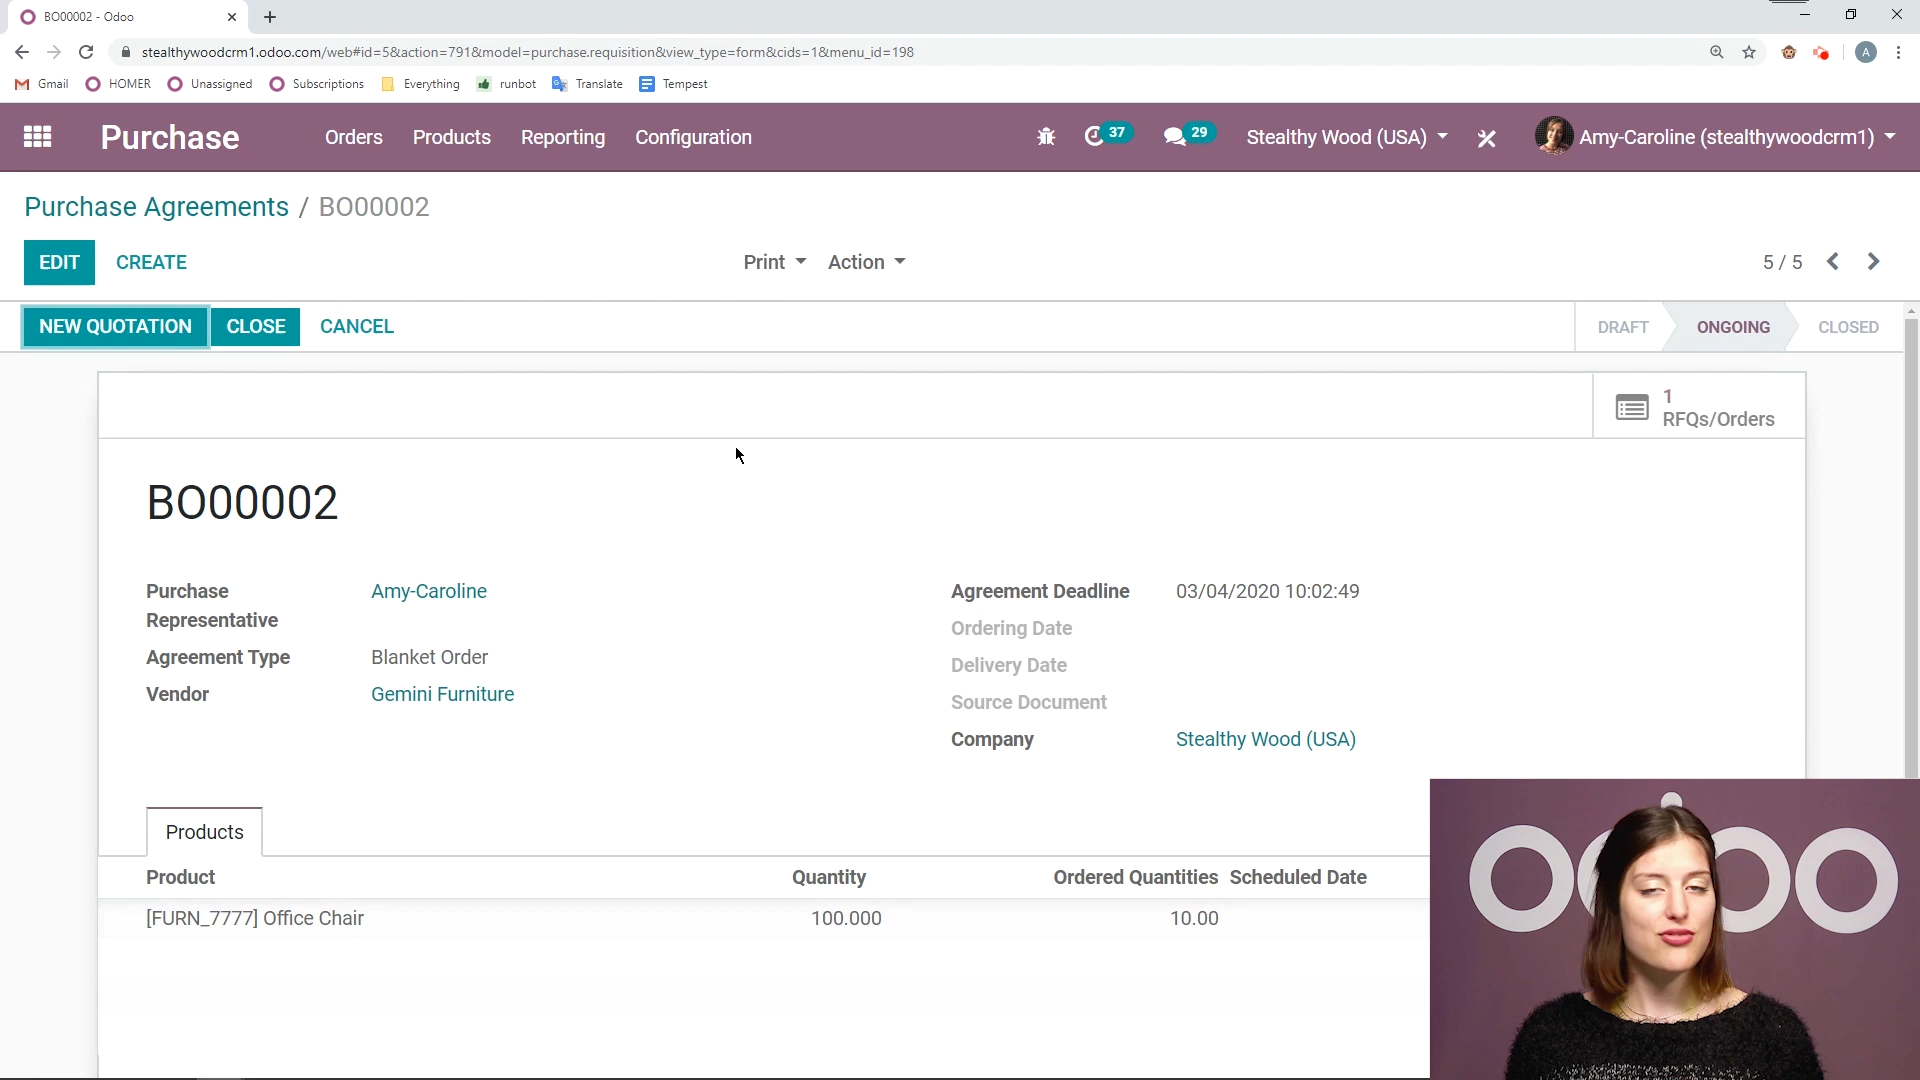 BO00002 - Odoo
stealthywoodcrm1.odoo.com/web#id=5&action=791&model=purchase.requisition&view_type=form&cids=1&menu_id=198
A
Gmail HOMER Unassigned Subscriptions Everything runbot Translate Tempest
Purchase Orders Products Reporting Configuration 37 29 Stealthy Wood (USA) Amy-Caroline (stealthywoodcrm1)
Purchase Agreements / BO00002
EDIT CREATE Print Action 5 / 5
NEW QUOTATION CLOSE CANCEL DRAFT ONGOING CLOSED
1
RFQs/Orders
BO00002
Purchase Representative Amy-Caroline
Agreement Type Blanket Order
Vendor Gemini Furniture
Agreement Deadline 03/04/2020 10:02:49
Ordering Date
Delivery Date
Source Document
Company Stealthy Wood (USA)
Products
Product Quantity Ordered Quantities Scheduled Date
[FURN_7777] Office Chair 100.000 10.00
odoo